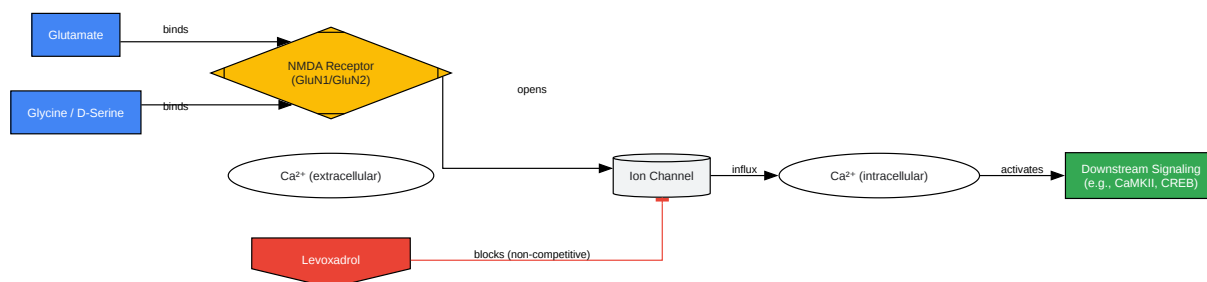 Glutamate
binds
NMDA Receptor
(GluN1/GluN2)
opens
Glycine / D-Serine
binds
Ca²⁺ (extracellular)
Ion Channel
influx
Ca²⁺ (intracellular)
activates
Downstream Signaling
(e.g., CaMKII, CREB)
Levoxadrol
blocks (non-competitive)